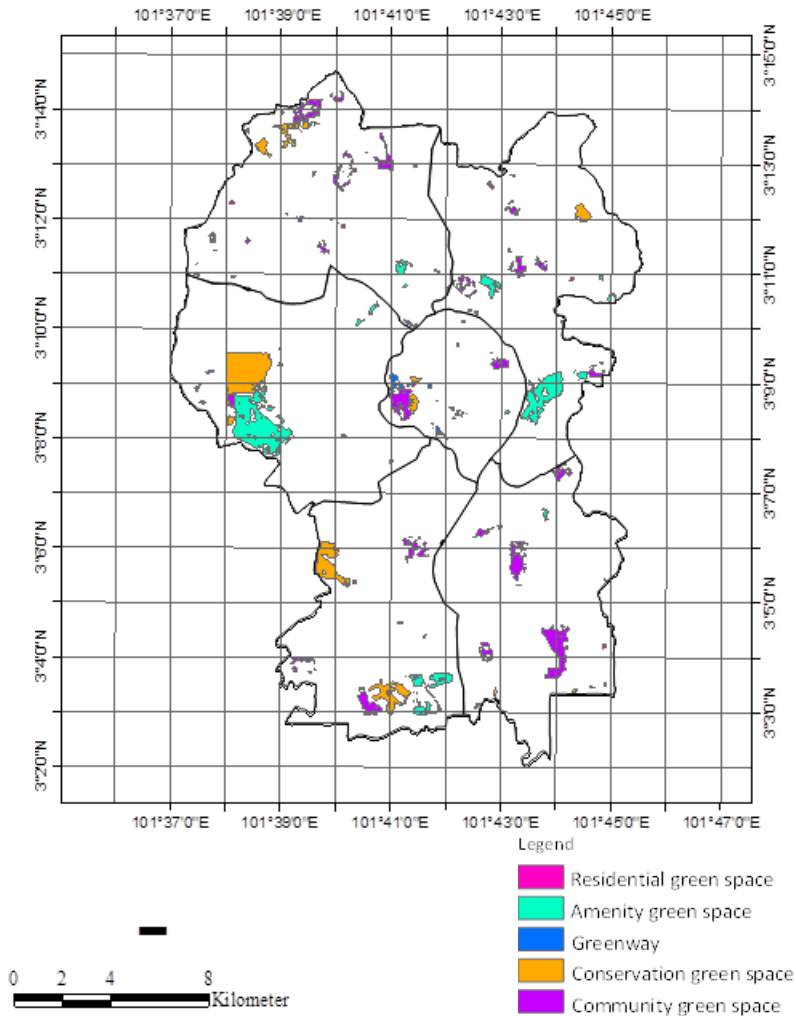 101°37'0"E 101°39'0"E 101°41'0"E 101°43'0"E 101°45'0"E
3°15'0"N
3°14'0"N
3°13'0"N
3°12'0"N
3°11'0"N
3°10'0"N
3°9'0"N
3°8'0"N
3°7'0"N
3°6'0"N
3°5'0"N
3°4'0"N
3°3'0"N
3°2'0"N
101°37'0"E 101°39'0"E 101°41'0"E 101°43'0"E 101°45'0"E 101°47'0"E
Legend
Residential green space
Amenity green space
Greenway
Conservation green space
Community green space
0 2 4 8
Kilometer